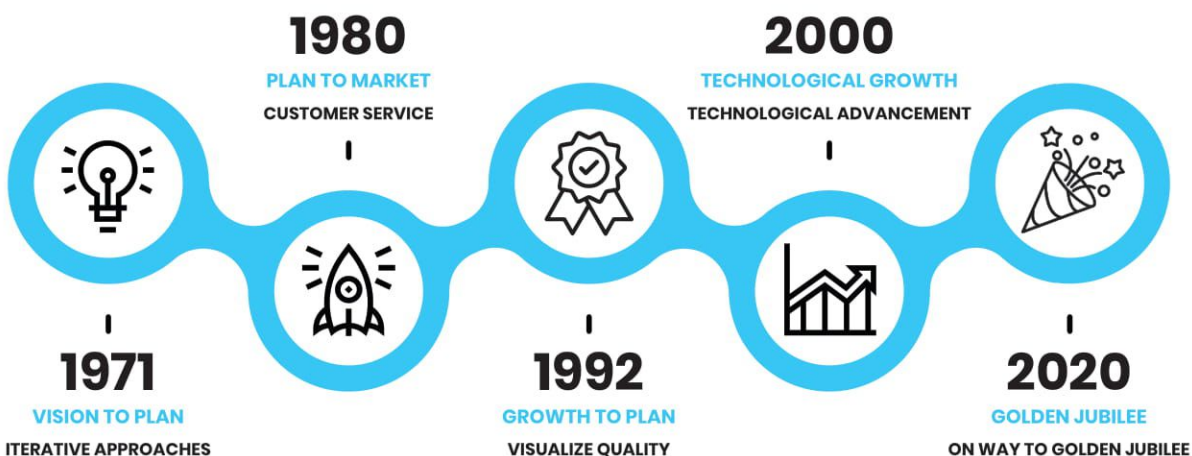 1980
PLAN TO MARKET
CUSTOMER SERVICE
2000
TECHNOLOGICAL GROWTH
TECHNOLOGICAL ADVANCEMENT
1971
VISION TO PLAN
ITERATIVE APPROACHES
1992
GROWTH TO PLAN
VISUALIZE QUALITY
2020
GOLDEN JUBILEE
ON WAY TO GOLDEN JUBILEE